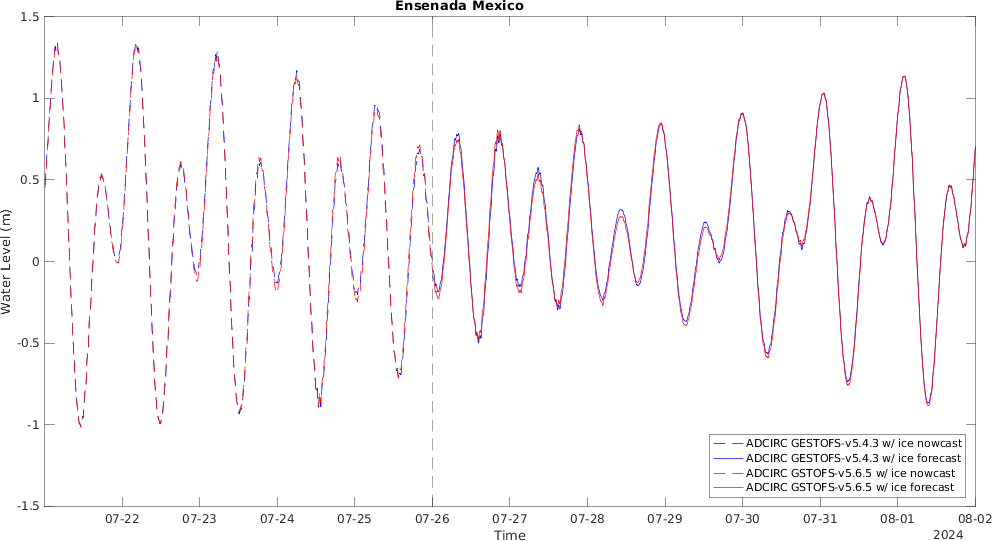 Ensenada Mexico
Water Level (m)
1.5
1
0.5
0
-0.5
-1
-1.5
07-22
07-23
07-24
07-25
07-26
07-27
07-28
07-29
07-30
07-31
08-01
08-02
Time
2024
ADCIRC GESTOFS-v5.4.3 w/ ice nowcast
ADCIRC GESTOFS-v5.4.3 w/ ice forecast
ADCIRC GSTOFS-v5.6.5 w/ ice nowcast
ADCIRC GSTOFS-v5.6.5 w/ ice forecast